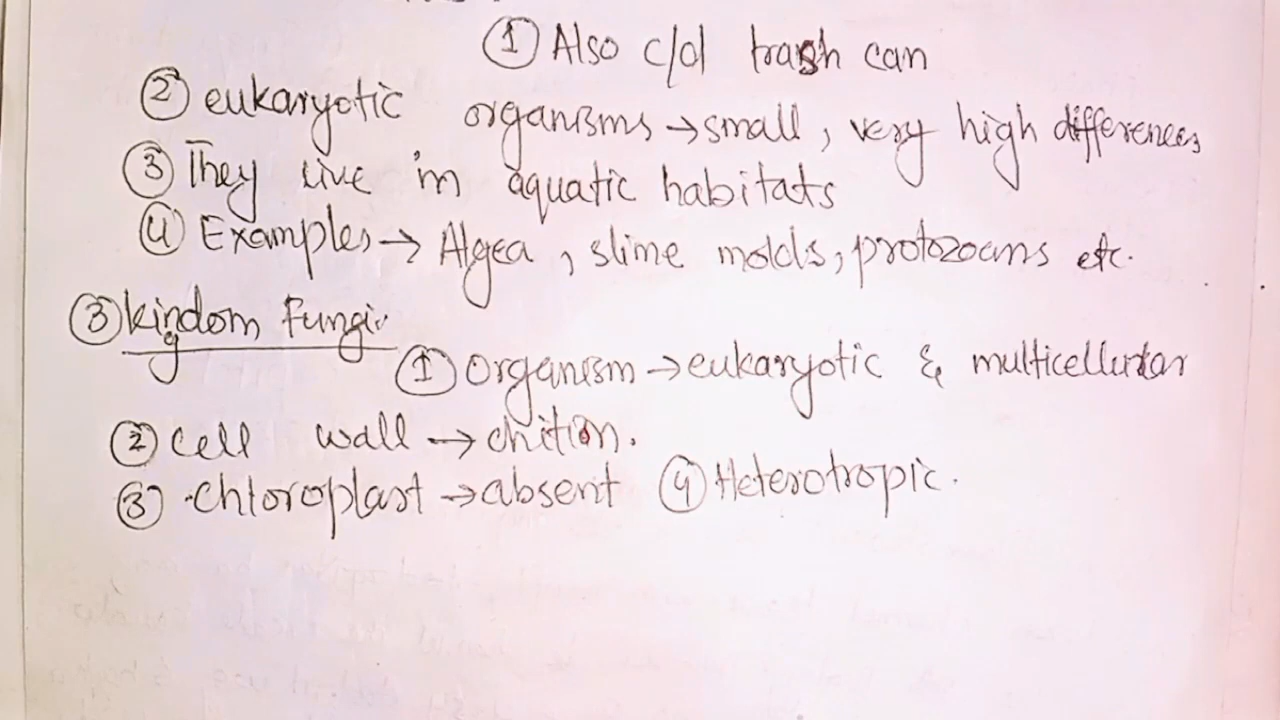 ① Also c/d trash can
② eukaryotic organisms → small, very high differences
③ They live in aquatic habitats
④ Examples → Algea, slime molds, protozoans etc.
③ Kingdom Fungi
① Organism → eukaryotic & multicellular
② cell wall → chition.
③ chloroplast → absent ④ Heterotropic.